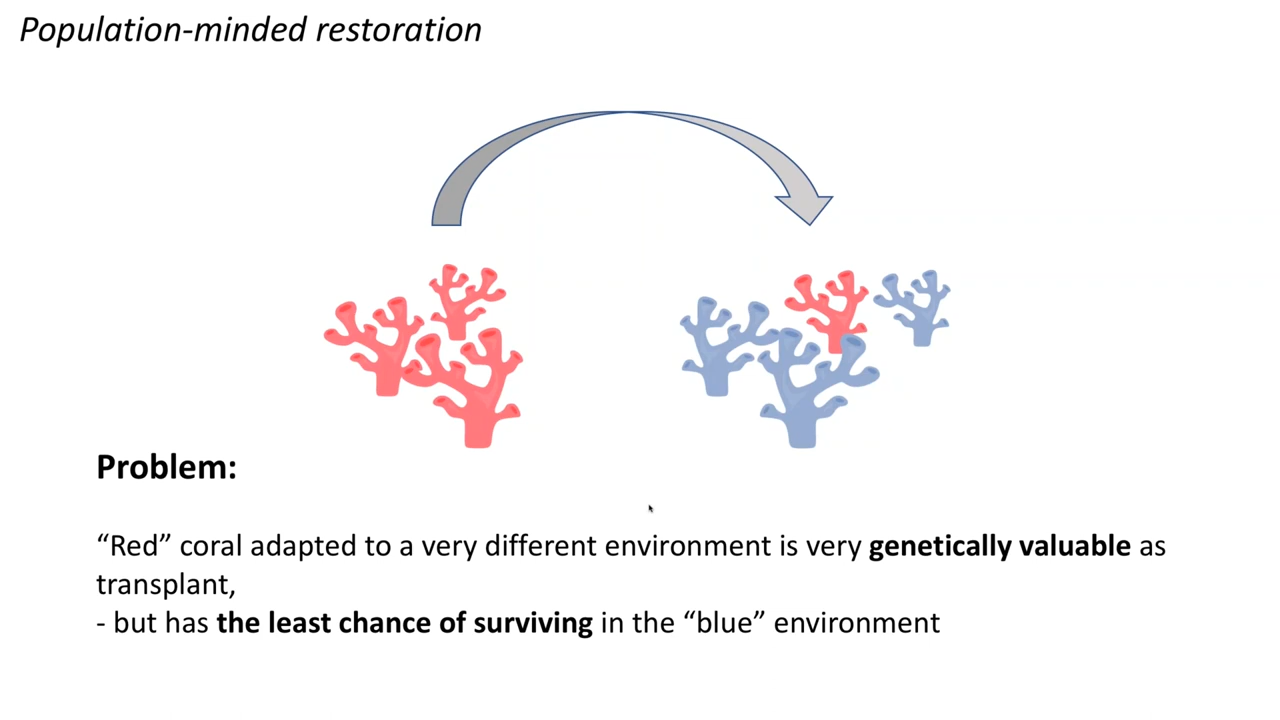 Population-minded restoration
Problem:
“Red” coral adapted to a very different environment is very genetically valuable as
transplant,
- but has the least chance of surviving in the “blue” environment